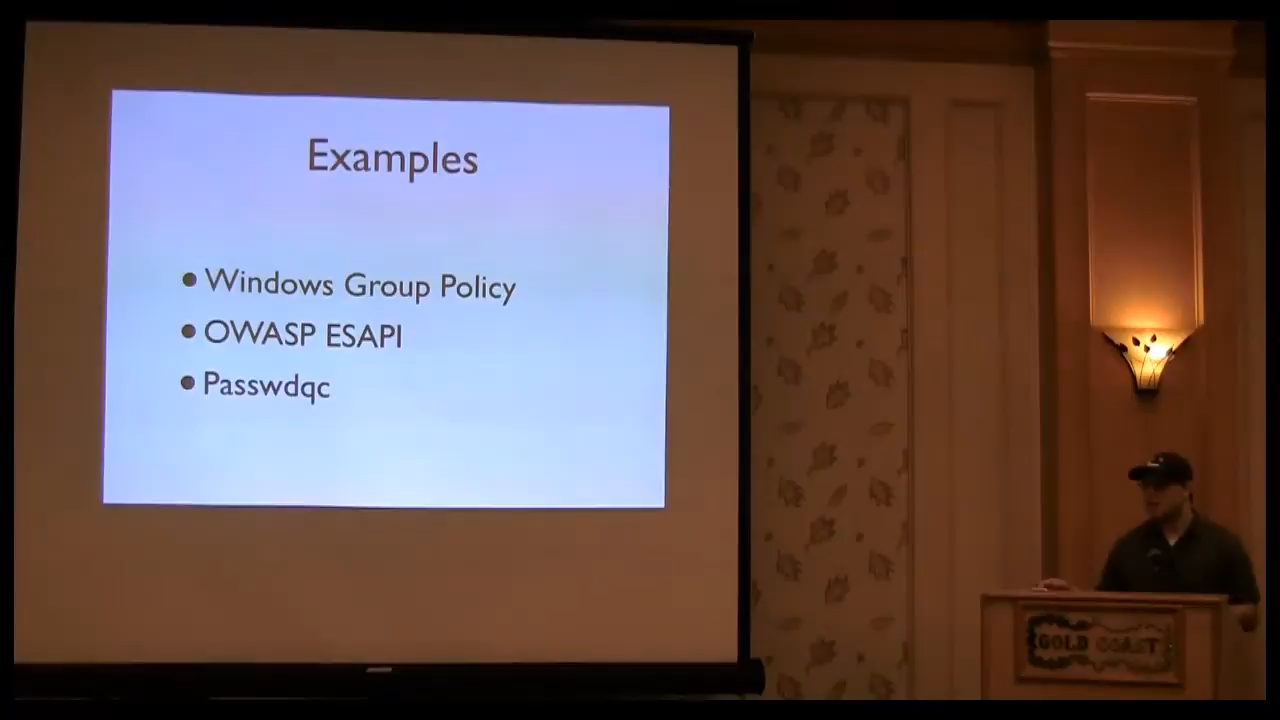 Examples
• Windows Group Policy
• OWASP ESAPI
• Passwdqc
GOLD COAST